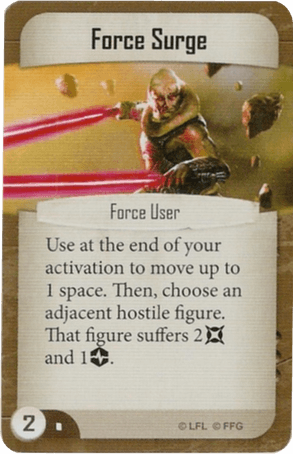 Force Surge
Force User
Use at the end of your
activation to move up to
1 space. Then, choose an
adjacent hostile figure.
That figure suffers 2
and 1.
2
© LFL © FFG